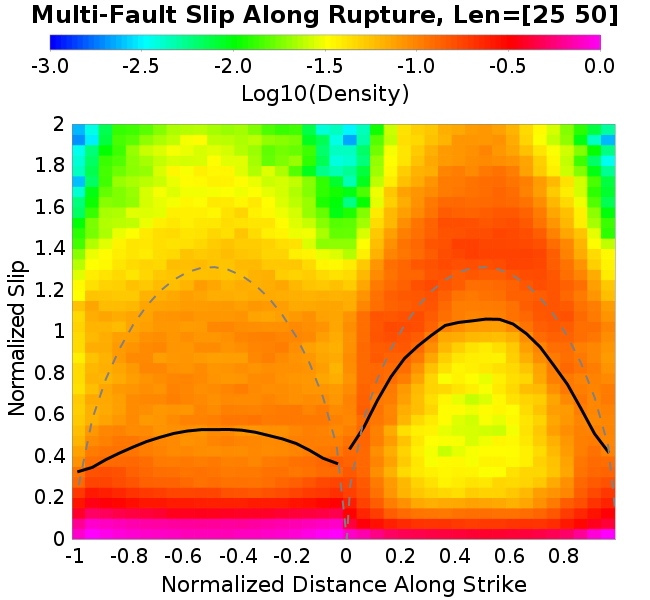 Multi-Fault Slip Along Rupture, Len=[25 50]
-3.0 -2.5 -2.0 -1.5 -1.0 -0.5 0.0
Log10(Density)
Normalized Slip
2
1.8
1.6
1.4
1.2
1
0.8
0.6
0.4
0.2
0
-1 -0.8 -0.6 -0.4 -0.2 0 0.2 0.4 0.6 0.8
Normalized Distance Along Strike